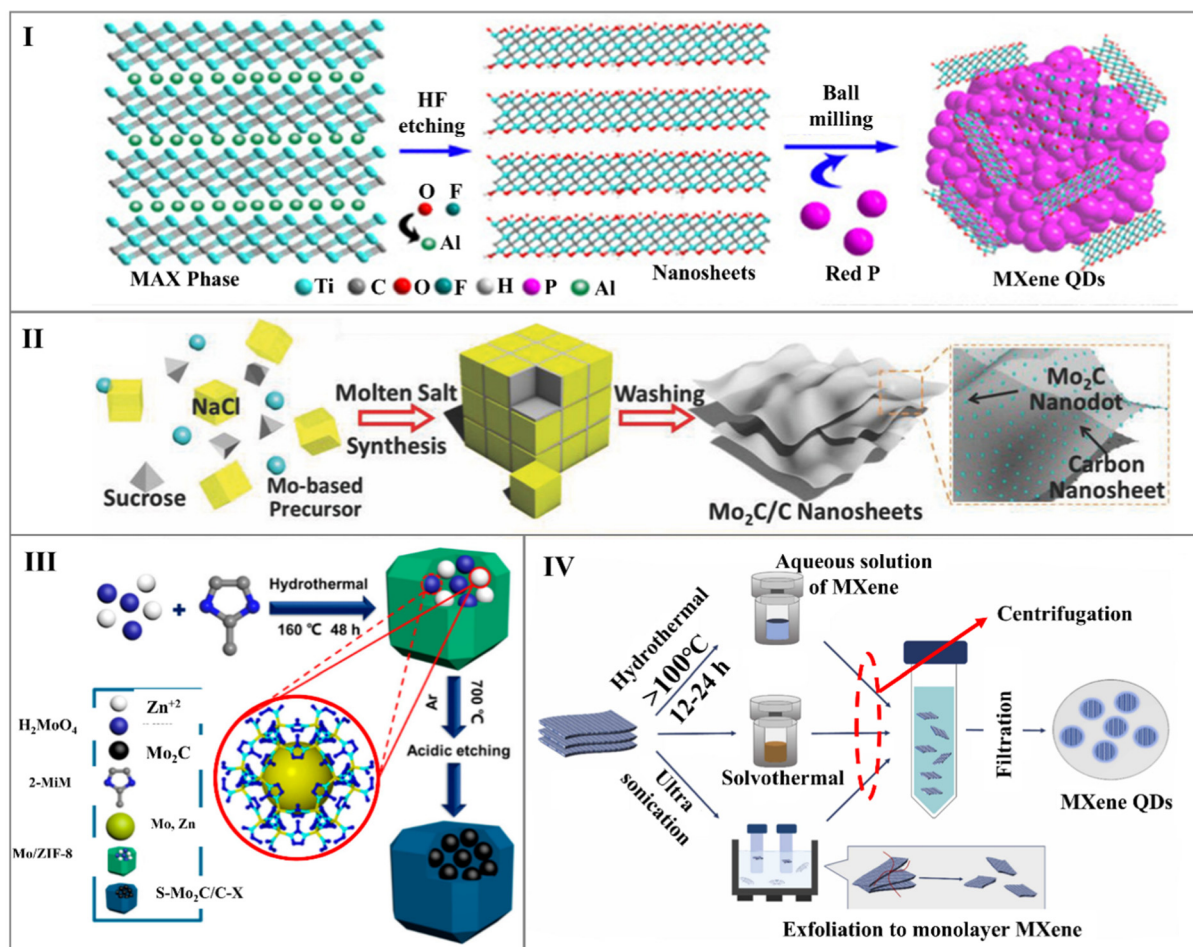 I
HF
etching
O F
Al
Ball
milling
Red P
MAX Phase
Nanosheets
MXene QDs
Ti C O F H P Al
II
NaCl
Sucrose
Mo-based
Precursor
Molten Salt
Synthesis
Washing
Mo₂C/C Nanosheets
Mo₂C
Nanodot
Carbon
Nanosheet
III
+
Hydrothermal
160 ℃ 48 h
Zn⁺²
H₂MoO₄
Mo₂C
2-MiM
Mo, Zn
Mo/ZIF-8
S-Mo₂C/C-X
700 ℃
Ar
Acidic etching
IV
Aqueous solution
of MXene
Centrifugation
Hydrothermal
>100°C
12-24 h
Solvothermal
Ultra
sonication
Filtration
MXene QDs
Exfoliation to monolayer MXene